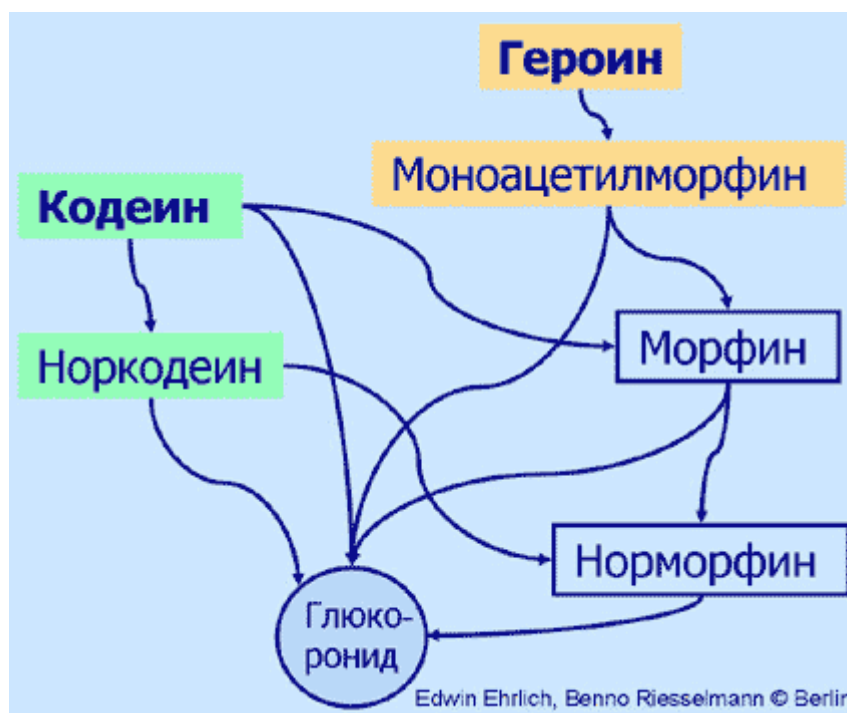 Героин
Моноацетилморфин
Кодеин
Норкодеин
Морфин
Норморфин
Глюко-
ронид
Edwin Ehrlich, Benno Riesselmann © Berlin